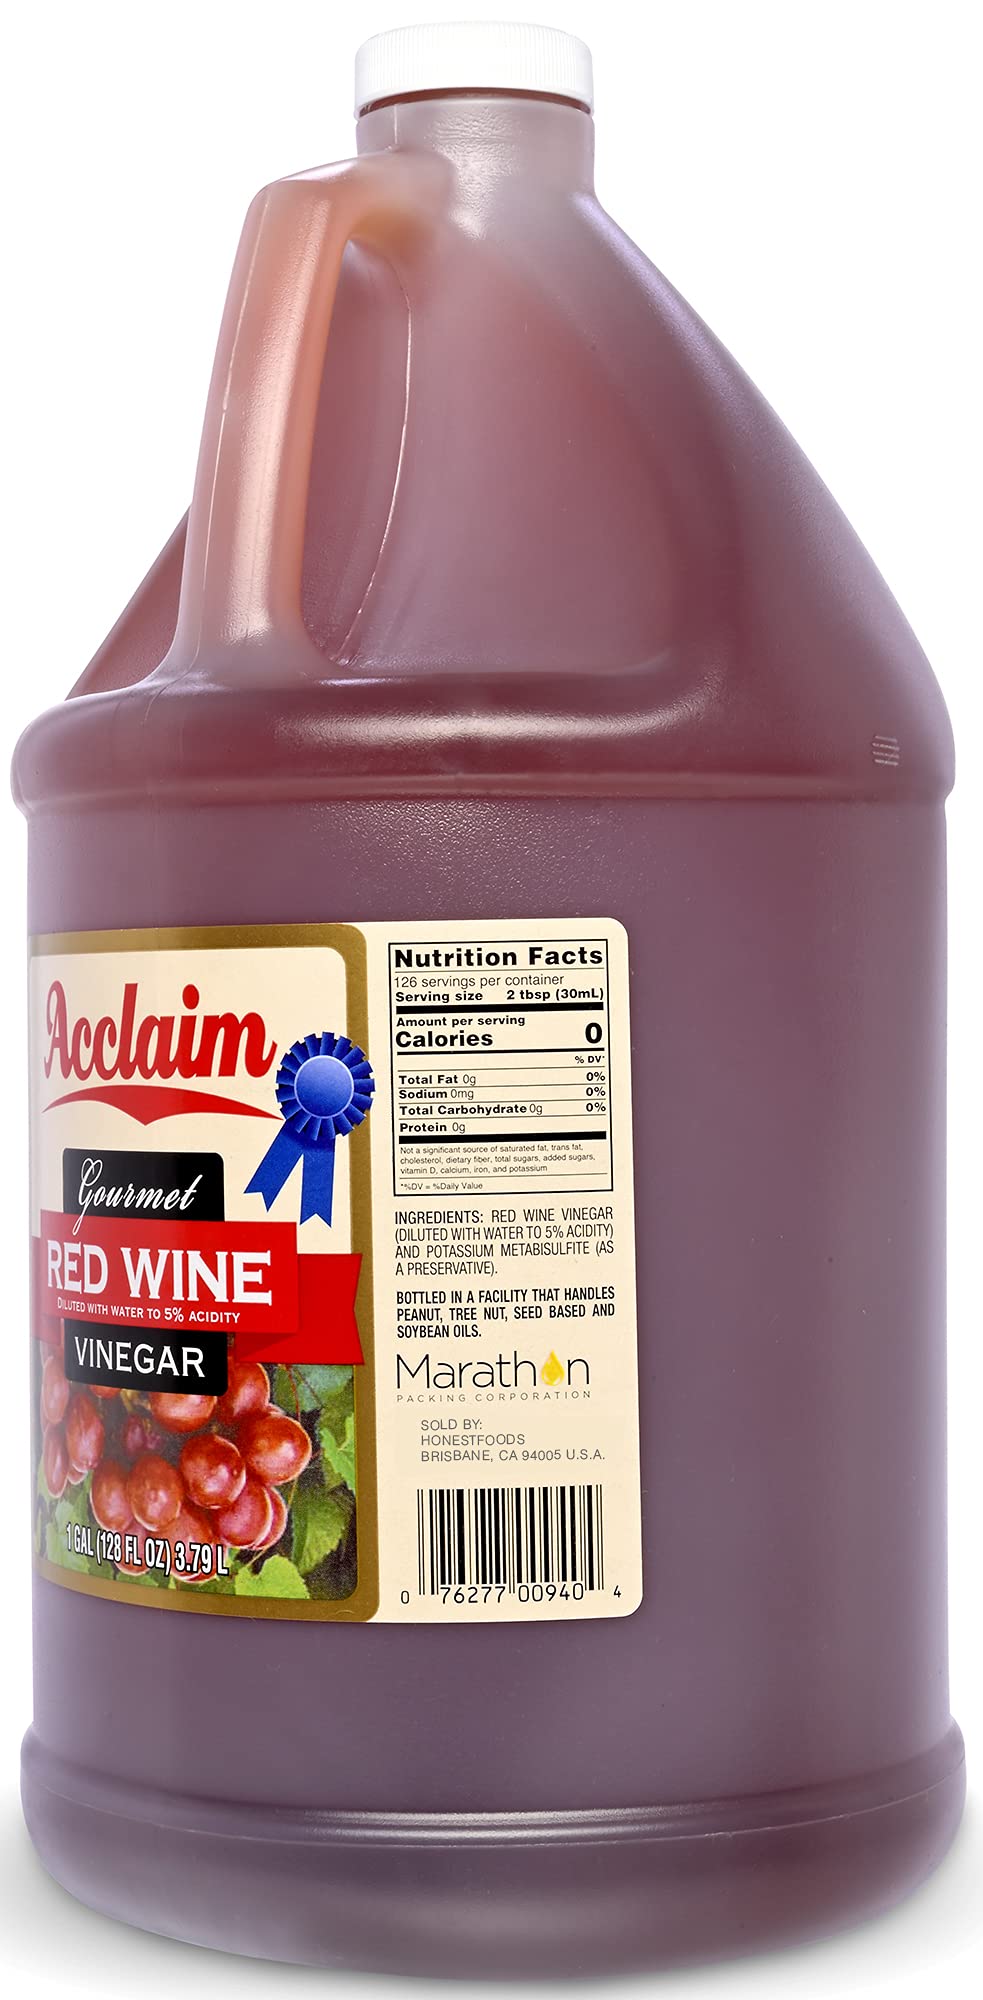 Acclaim
Gourmet
RED WINE
DILUTED WITH WATER TO 5% ACIDITY
VINEGAR
1 GAL (128 FL OZ) 3.79 L
Nutrition Facts
126 servings per container
Serving size 2 tbsp (30mL)
Amount per serving
Calories 0
% DV*
Total Fat 0g 0%
Sodium 0mg 0%
Total Carbohydrate 0g 0%
Protein 0g
Not a significant source of saturated fat, trans fat,
cholesterol, dietary fiber, total sugars, added sugars,
vitamin D, calcium, iron, and potassium
*%DV = %Daily Value
INGREDIENTS: RED WINE VINEGAR
(DILUTED WITH WATER TO 5% ACIDITY)
AND POTASSIUM METABISULFITE (AS
A PRESERVATIVE).
BOTTLED IN A FACILITY THAT HANDLES
PEANUT, TREE NUT, SEED BASED AND
SOYBEAN OILS.
Marathon
PACKING CORPORATION
SOLD BY:
HONESTFOODS
BRISBANE, CA 94005 U.S.A.
0 76277 00940 4